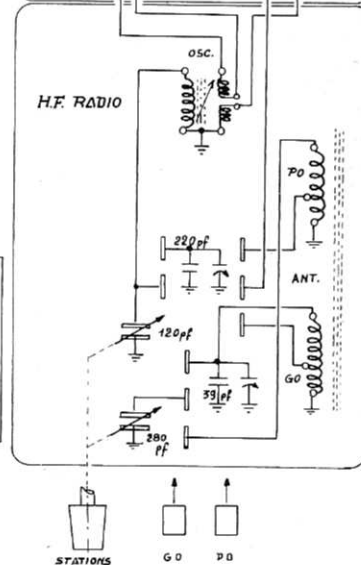 OSC.
H.F. RADIO
PO
220pf
ANT.
120pf
GO
39pf
280
pf
STATIONS
GO
PO